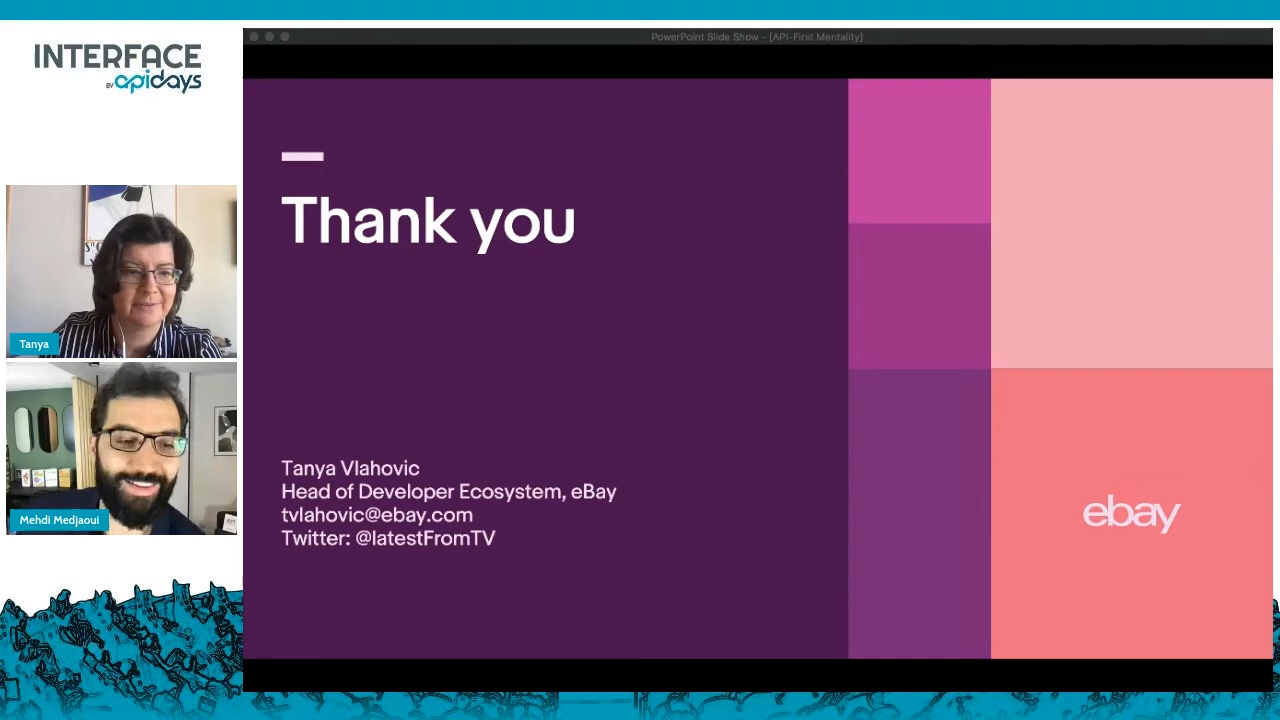 PowerPoint Slide Show - [API-First Mentality]
INTERFACE
BY apidays
Thank you
Tanya
Tanya Vlahovic
Head of Developer Ecosystem, eBay
tvlahovic@ebay.com
Twitter: @latestFromTV
Mehdi Medjaoui
ebay